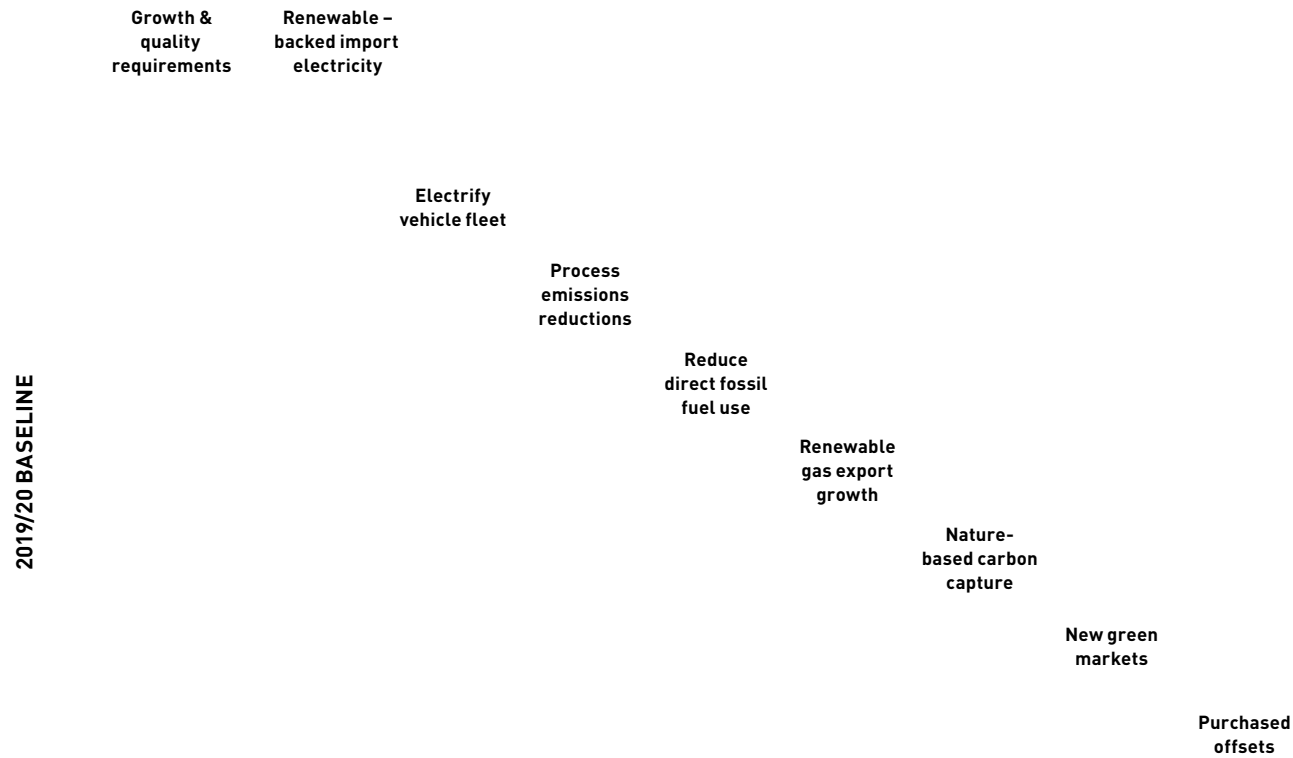 Growth &
quality
requirements
Renewable –
backed import
electricity
Electrify
vehicle fleet
Process
emissions
reductions
Reduce
direct fossil
fuel use
Renewable
gas export
growth
Nature-
based carbon
capture
New green
markets
Purchased
offsets
2019/20 BASELINE